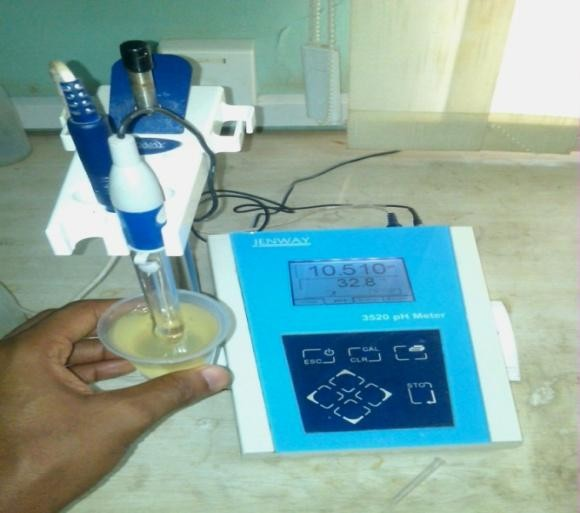 JENWAY
10.510
32.8
3520 pH Meter
ESC
CAL
CLR
STO